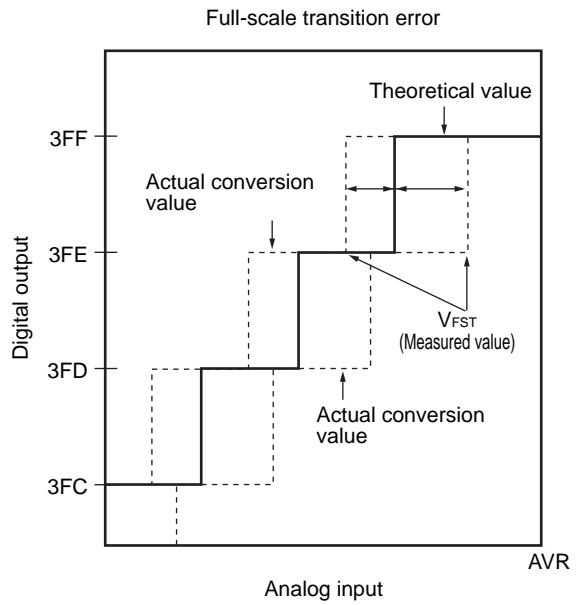 Full-scale transition error
Theoretical value
3FF
Actual conversion
value
3FE
VFST
(Measured value)
Digital output
3FD
Actual conversion
value
3FC
AVR
Analog input